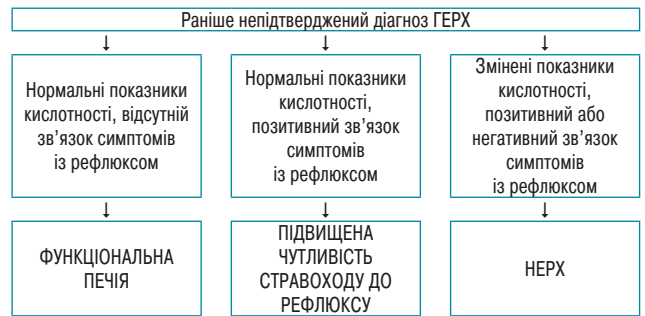 Раніше непідтверджений діагноз ГЕРХ
↓ ↓ ↓
Нормальні показники
кислотності, відсутній
зв’язок симптомів
із рефлюксом
Нормальні показники
кислотності,
позитивний зв’язок
симптомів
із рефлюксом
Змінені показники
кислотності,
позитивний або
негативний зв’язок
симптомів
із рефлюксом
↓ ↓ ↓
ФУНКЦІОНАЛЬНА
ПЕЧІЯ
ПІДВИЩЕНА
ЧУТЛИВІСТЬ
СТРАВОХОДУ ДО
РЕФЛЮКСУ
НЕРХ